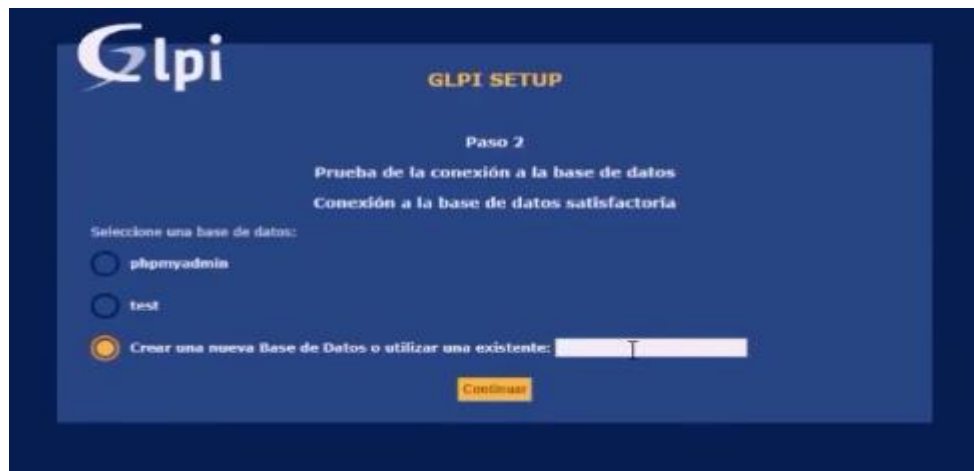 Glpi
GLPI SETUP
Paso 2
Prueba de la conexión a la base de datos
Conexión a la base de datos satisfactoria
Seleccione una base de datos:
phpmyadmin
test
Crear una nueva Base de Datos o utilizar una existente:
Continuar